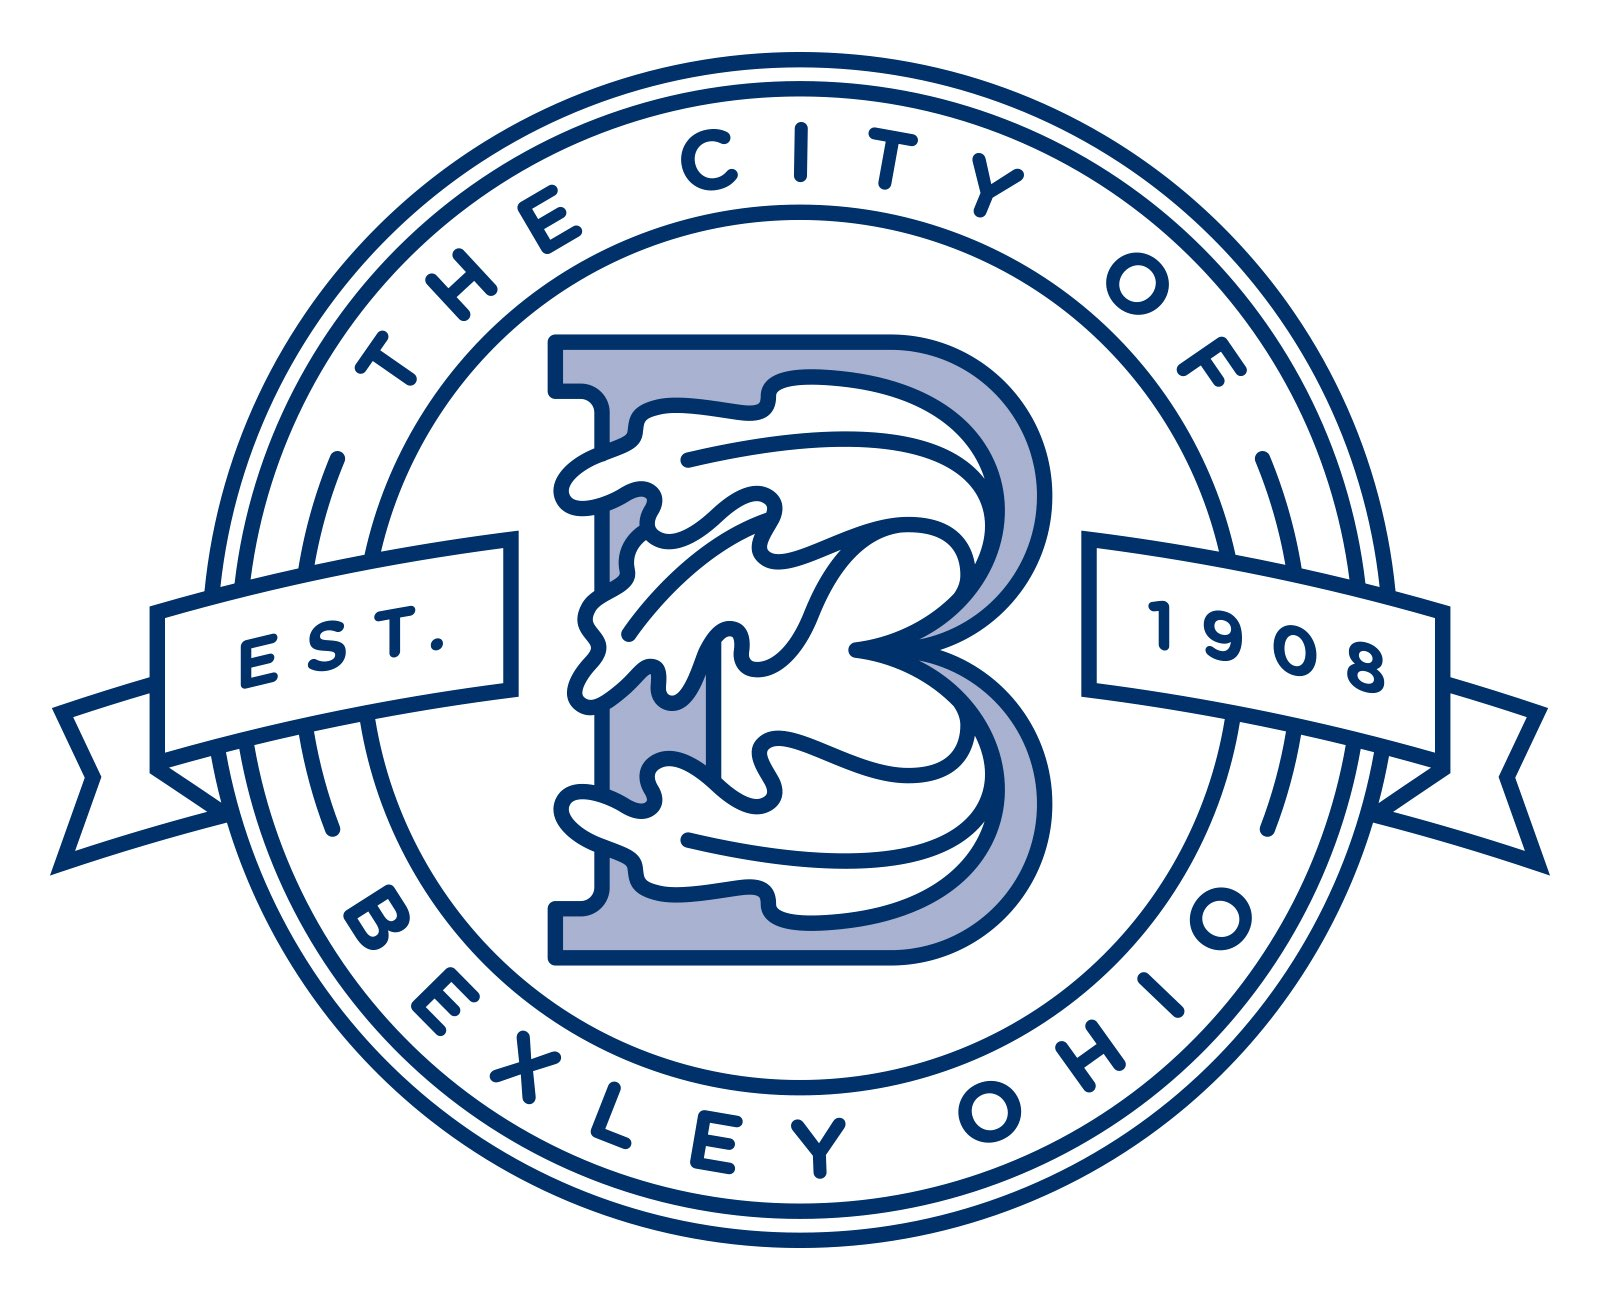 THE CITY OF
EST. 1908
B
BEXLEY OHIO